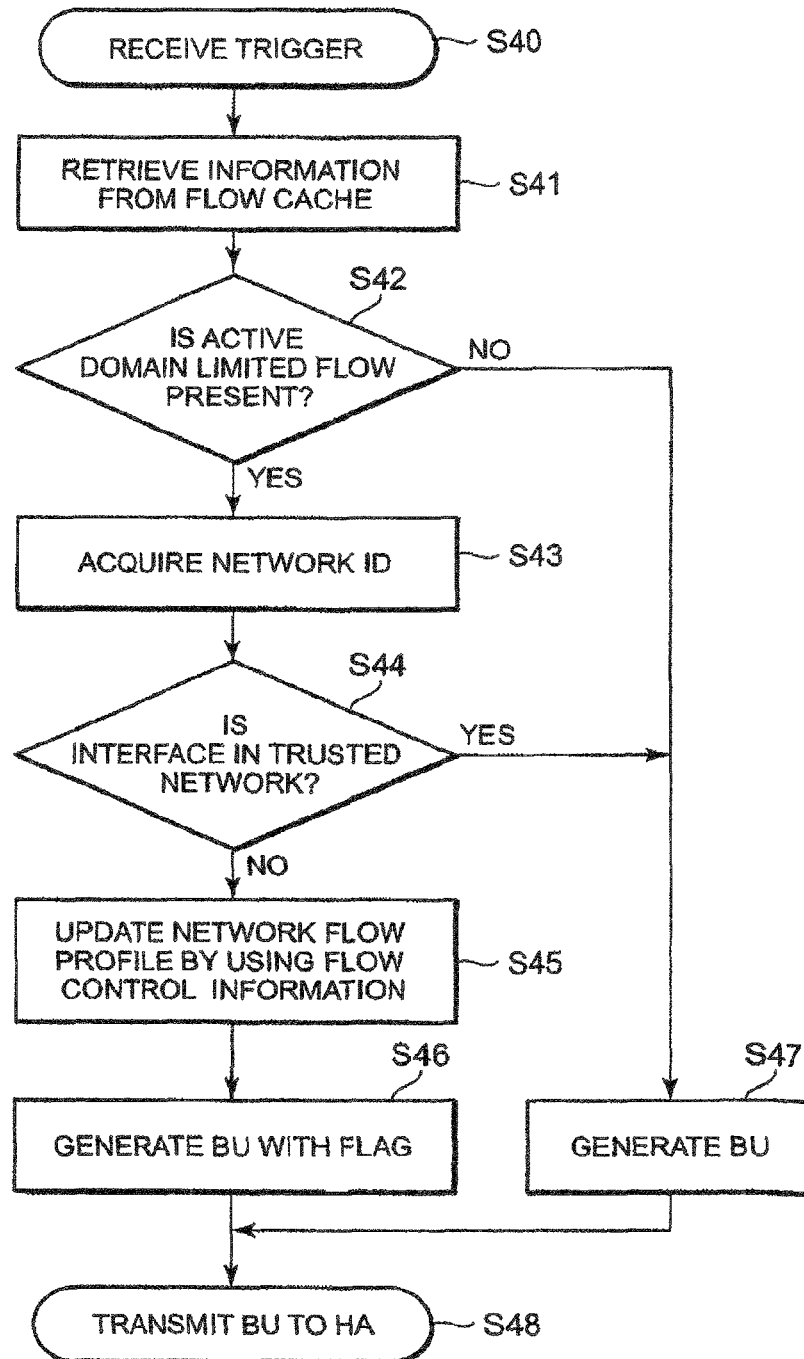 RECEIVE TRIGGER
S40
RETRIEVE INFORMATION
FROM FLOW CACHE
S41
S42
IS ACTIVE
DOMAIN LIMITED FLOW
PRESENT?
NO
YES
ACQUIRE NETWORK ID
S43
S44
IS
INTERFACE IN TRUSTED
NETWORK?
YES
NO
UPDATE NETWORK FLOW
PROFILE BY USING FLOW
CONTROL INFORMATION
S45
S46
GENERATE BU WITH FLAG
S47
GENERATE BU
TRANSMIT BU TO HA
S48